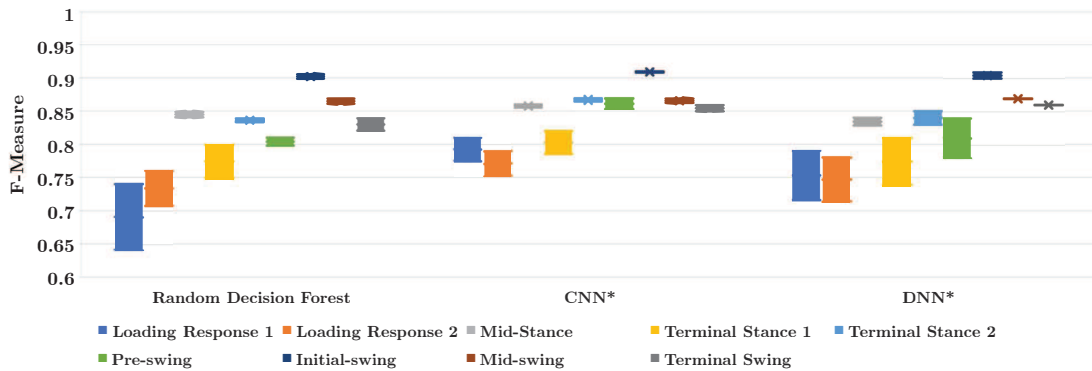 1
0.95
0.9
0.85
0.8
0.75
0.7
0.65
0.6
F-Measure
Random Decision Forest CNN* DNN*
Loading Response 1 Loading Response 2 Mid-Stance Terminal Stance 1 Terminal Stance 2
Pre-swing Initial-swing Mid-swing Terminal Swing